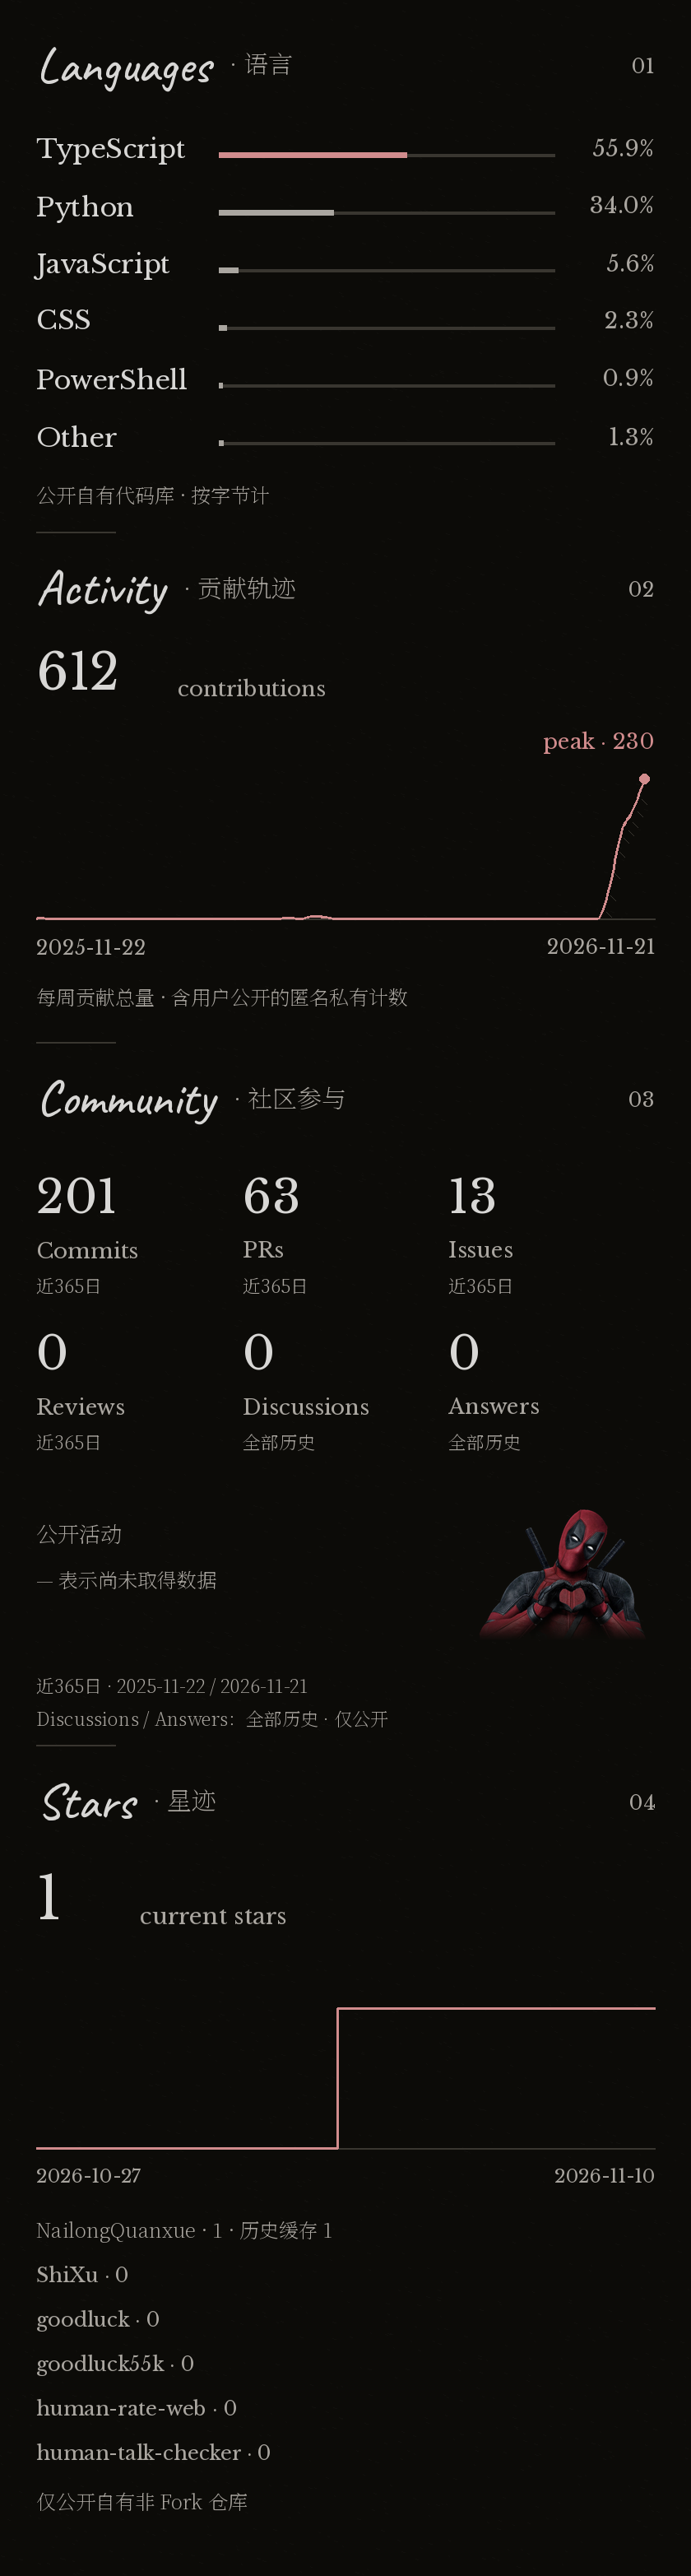 Languages · 语言 01
TypeScript 55.9%
Python 34.0%
JavaScript 5.6%
CSS 2.3%
PowerShell 0.9%
Other 1.3%
公开自有代码库 · 按字节计
Activity · 贡献轨迹 02
612 contributions
peak · 230
2025-11-22 2026-11-21
每周贡献总量 · 含用户公开的匿名私有计数
Community · 社区参与 03
201 63 13
Commits PRs Issues
近365日 近365日 近365日
0 0 0
Reviews Discussions Answers
近365日 全部历史 全部历史
公开活动
— 表示尚未取得数据
近365日 · 2025-11-22 / 2026-11-21
Discussions / Answers: 全部历史 · 仅公开
Stars · 星迹 04
1 current stars
2026-10-27 2026-11-10
NailongQuanxue · 1 · 历史缓存 1
ShiXu · 0
goodluck · 0
goodluck55k · 0
human-rate-web · 0
human-talk-checker · 0
仅公开自有非 Fork 仓库